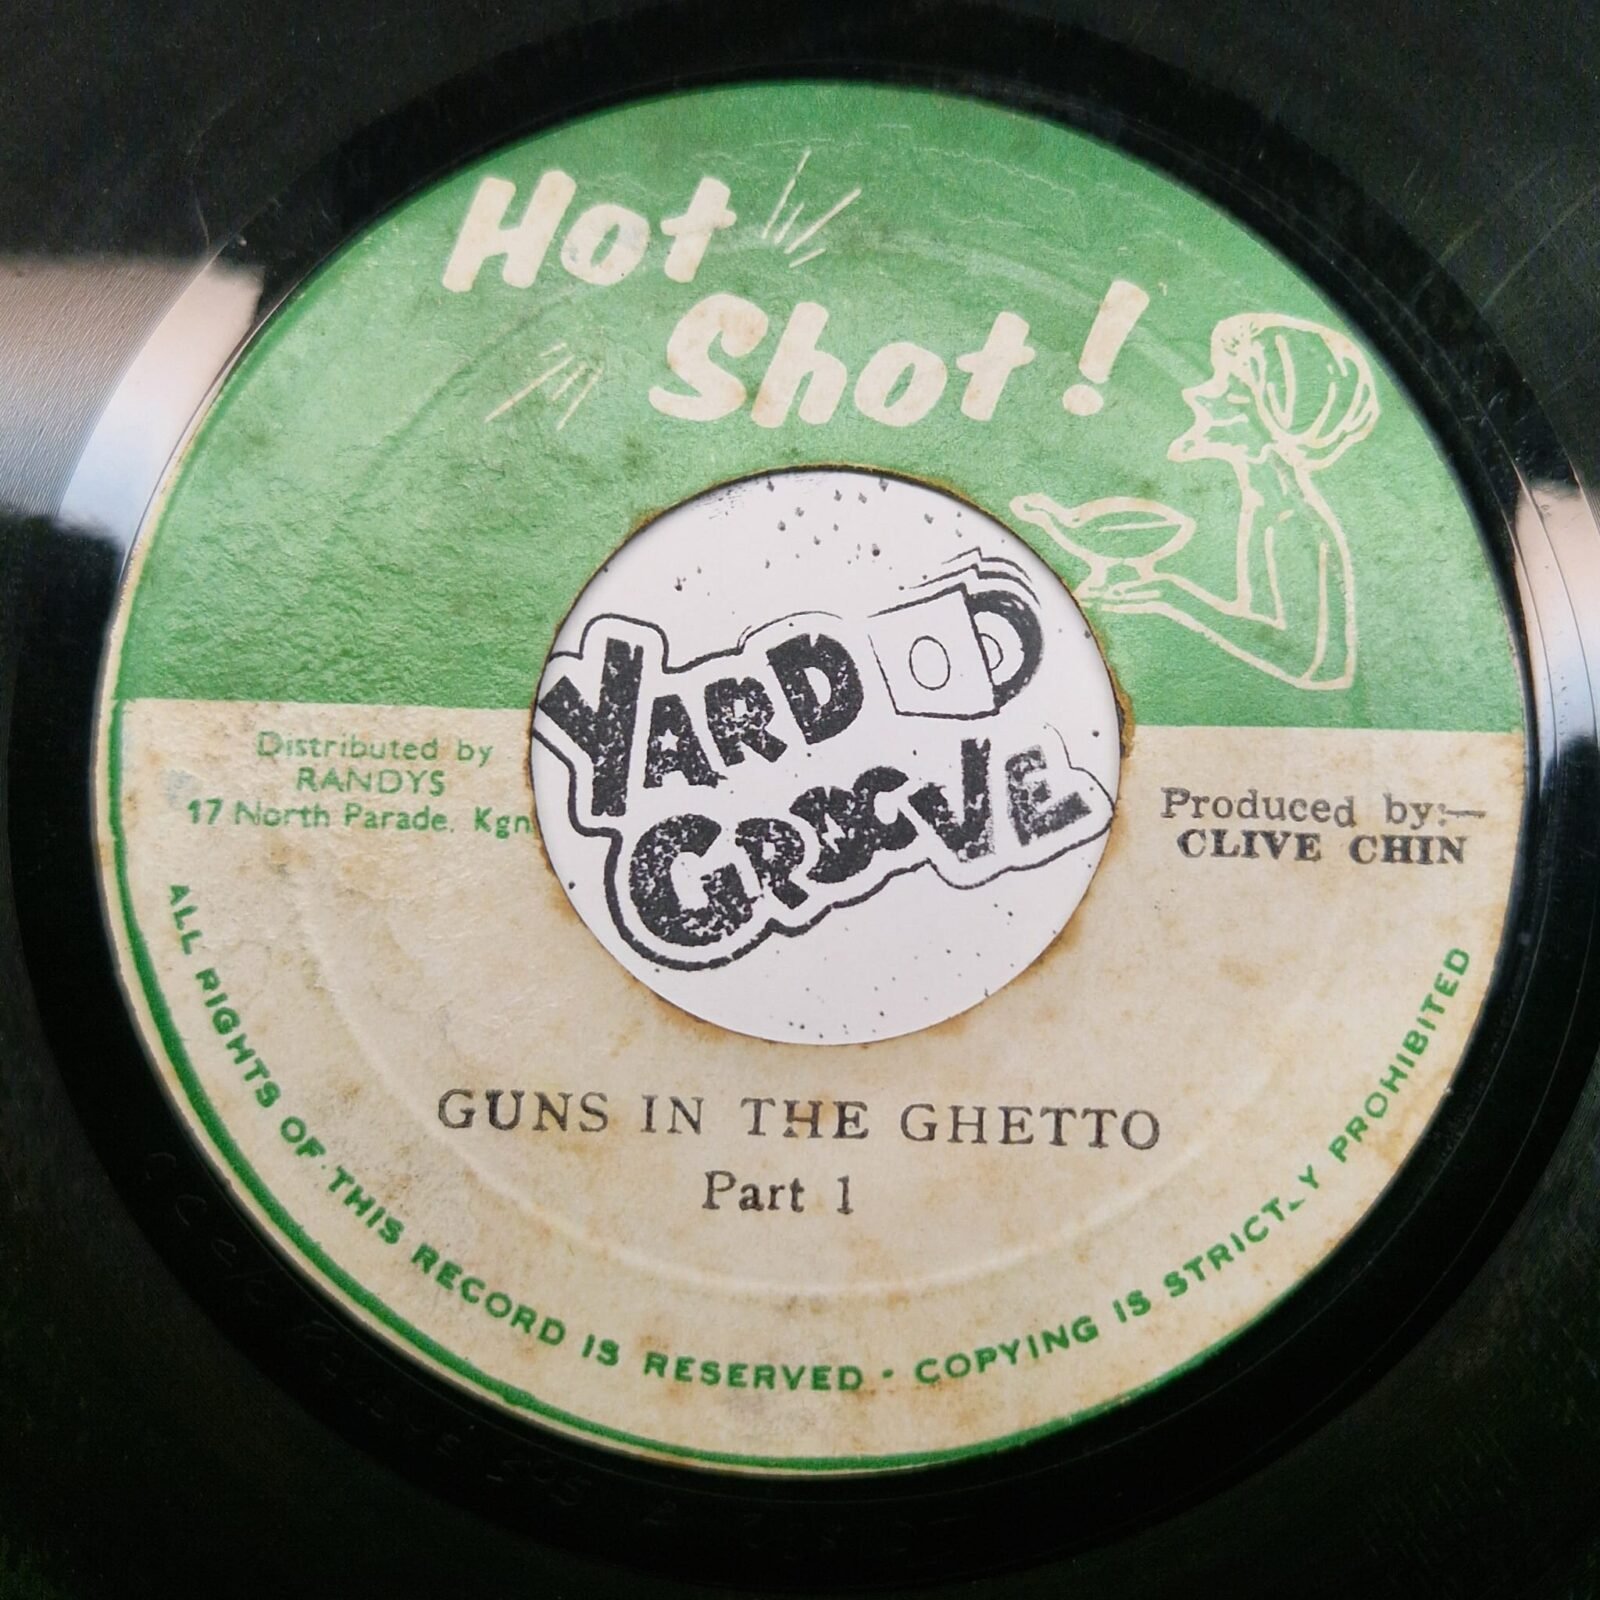 Hot
Shot!
YARD
GROOVE
Distributed by
RANDYS
17 North Parade. Kgn
Produced by:—
CLIVE CHIN
GUNS IN THE GHETTO
Part 1
ALL RIGHTS OF THIS RECORD IS RESERVED · COPYING IS STRICTLY PROHIBITED